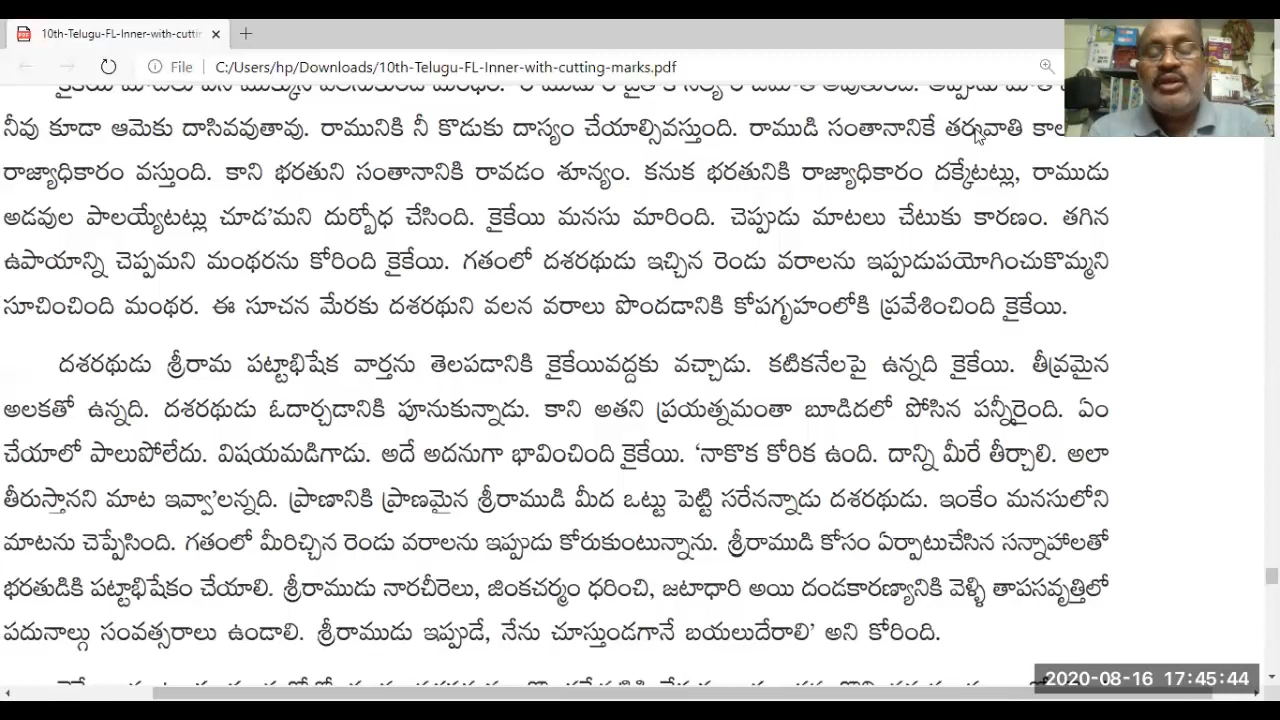 10th-Telugu-FL-Inner-with-cutti
File
C:/Users/hp/Downloads/10th-Telugu-FL-Inner-with-cutting-marks.pdf
నీవు కూడా ఆమెకు దాసివవుతావు. రామునికి నీ కొడుకు దాస్యం చేయాల్సివస్తుంది. రాముడి సంతానానికే తర్వవాతి
రాజ్యాధికారం వస్తుంది. కాని భరతుని సంతానానికి రావడం శూన్యం. కనుక భరతునికి రాజ్యాధికారం దక్కేటట్లు, రాముడు
అడవుల పాలయ్యేటట్లు చూడ'మని దుర్బోధ చేసింది. కైకేయి మనసు మారింది. చెప్పుడు మాటలు చేటుకు కారణం. తగిన
ఉపాయాన్ని చెప్పమని మంథరను కోరింది కైకేయి. గతంలో దశరథుడు ఇచ్చిన రెండు వరాలను ఇప్పుడుపయోగించుకొమ్మని
సూచించింది మంథర. ఈ సూచన మేరకు దశరథుని వలన వరాలు పొందడానికి కోపగృహంలోకి ప్రవేశించింది కైకేయి.
దశరథుడు శ్రీరామ పట్టాభిషేక వార్తను తెలపడానికి కైకేయివద్దకు వచ్చాడు. కటికనేలపై ఉన్నది కైకేయి. తీవ్రమైన
అలకతో ఉన్నది. దశరథుడు ఓదార్చడానికి పూనుకున్నాడు. కాని అతని ప్రయత్నమంతా బూడిదలో పోసిన పన్నీరైంది. ఏం
చేయాలో పాలుపోలేదు. విషయమడిగాడు. అదే అదనుగా భావించింది కైకేయి. 'నాకొక కోరిక ఉంది. దాన్ని మీరే తీర్చాలి. అలా
తీరుస్తానని మాట ఇవ్వా'లన్నది. ప్రాణానికి ప్రాణమైన శ్రీరాముడి మీద ఒట్టు పెట్టి సరేనన్నాడు దశరథుడు. ఇంకేం మనసులోని
మాటను చెప్పేసింది. గతంలో మీరిచ్చిన రెండు వరాలను ఇప్పుడు కోరుకుంటున్నాను. శ్రీరాముడి కోసం ఏర్పాటుచేసిన సన్నాహాలతో
భరతుడికి పట్టాభిషేకం చేయాలి. శ్రీరాముడు నారచీరెలు, జింకచర్మం ధరించి, జటాధారి అయి దండకారణ్యానికి వెళ్ళి తాపసవృత్తిలో
పదునాల్గు సంవత్సరాలు ఉండాలి. శ్రీరాముడు ఇప్పుడే, నేను చూస్తుండగానే బయలుదేరాలి' అని కోరింది.
2020-08-16 17:45:44